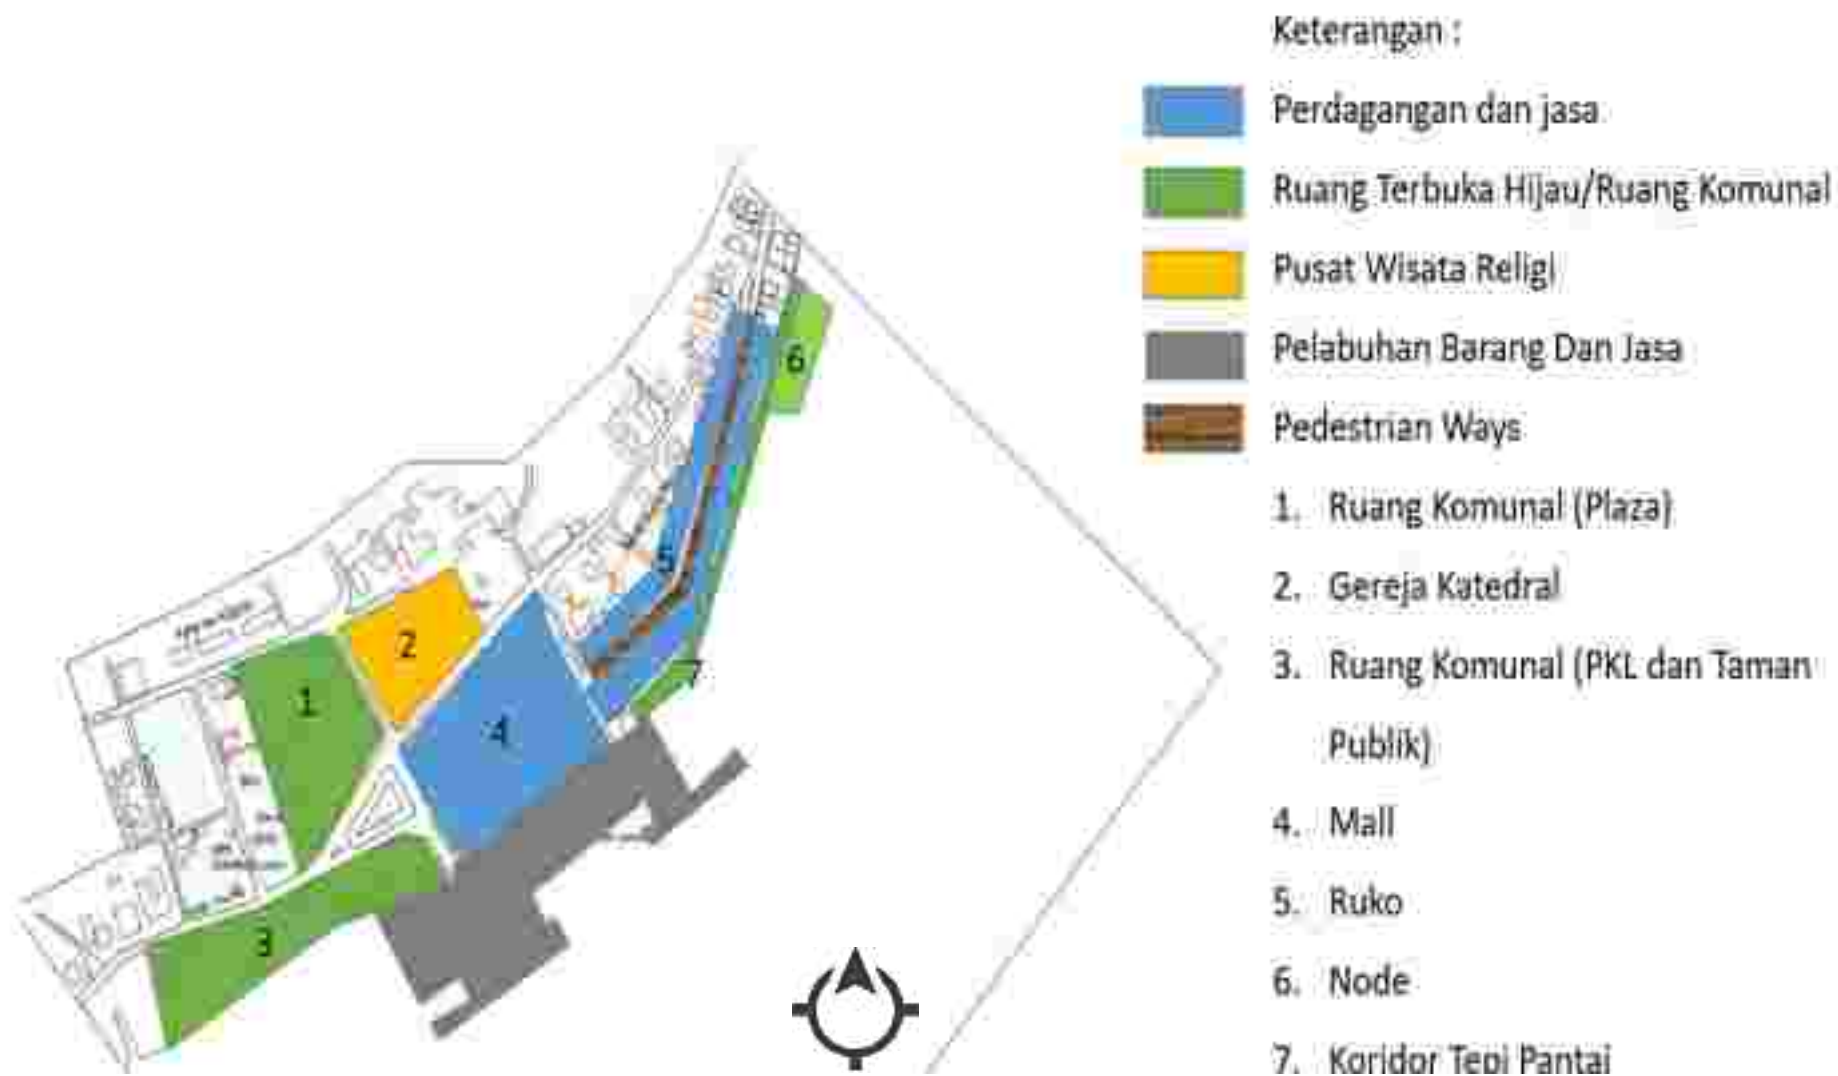 Keterangan :
Perdagangan dan jasa
Ruang Terbuka Hijau/Ruang Komunal
Pusat Wisata Religi
Pelabuhan Barang Dan Jasa
Pedestrian Ways
1. Ruang Komunal (Plaza)
2. Gereja Katedral
3. Ruang Komunal (PKL dan Taman
Publik)
4. Mall
5. Ruko
6. Node
7. Koridor Tepi Pantai
6
5
2
7
1
4
3